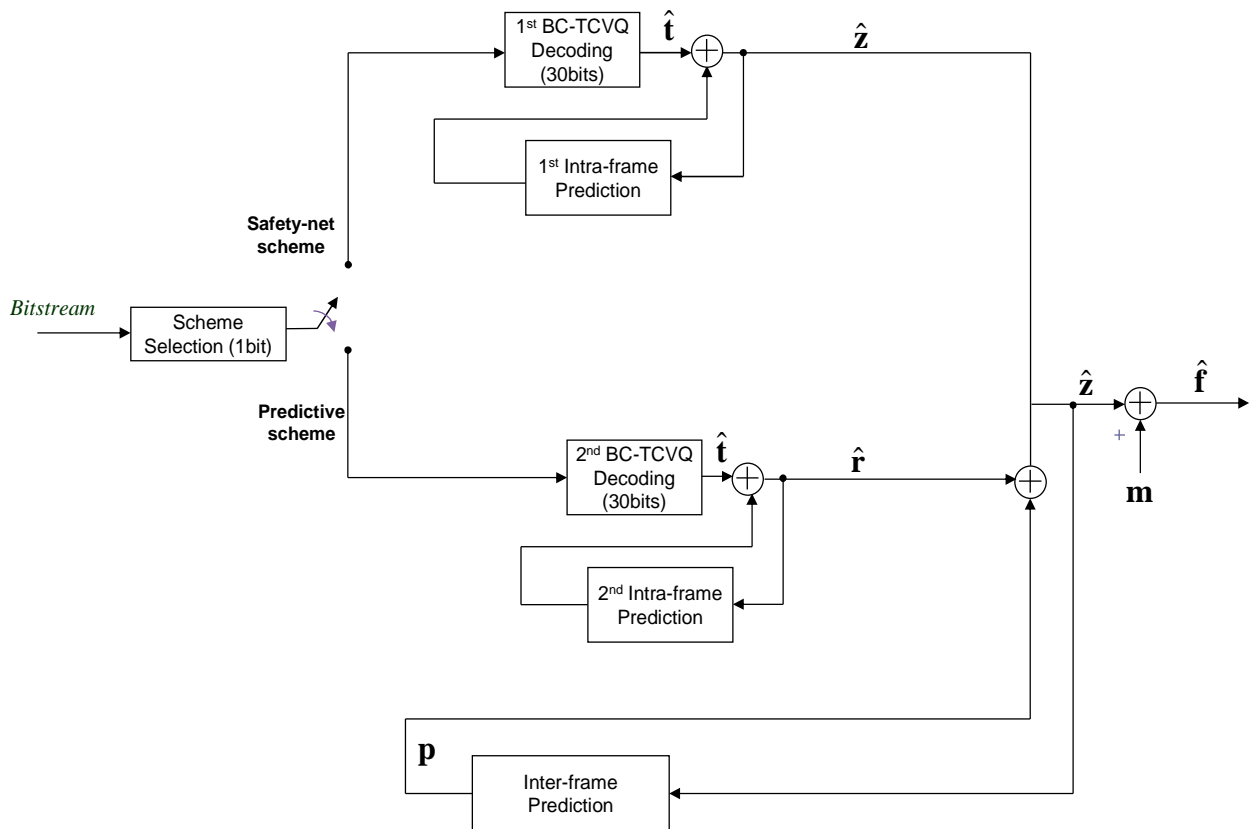 1st BC-TCVQ
Decoding
(30bits)
t̂
ẑ
1st Intra-frame
Prediction
Safety-net
scheme
Bitstream
Scheme
Selection (1bit)
Predictive
scheme
2nd BC-TCVQ
Decoding
(30bits)
t̂
r̂
ẑ
f̂
+
m
2nd Intra-frame
Prediction
p
Inter-frame
Prediction